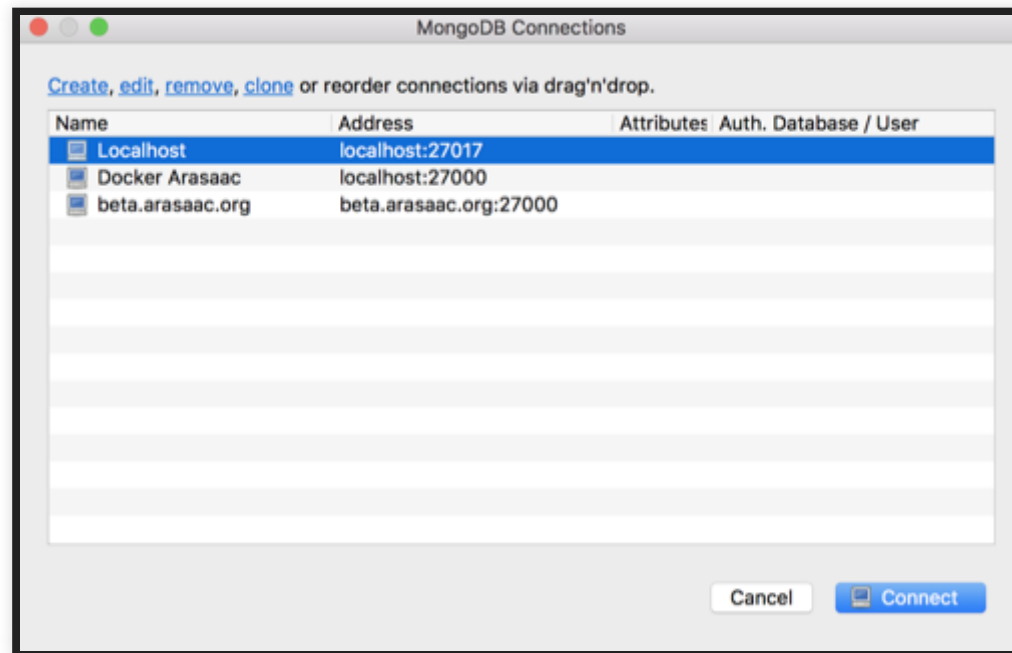 MongoDB Connections
Create, edit, remove, clone or reorder connections via drag'n'drop.
Name Address Attributes Auth. Database / User
Localhost localhost:27017
Docker Arasaac localhost:27000
beta.arasaac.org beta.arasaac.org:27000
Cancel Connect